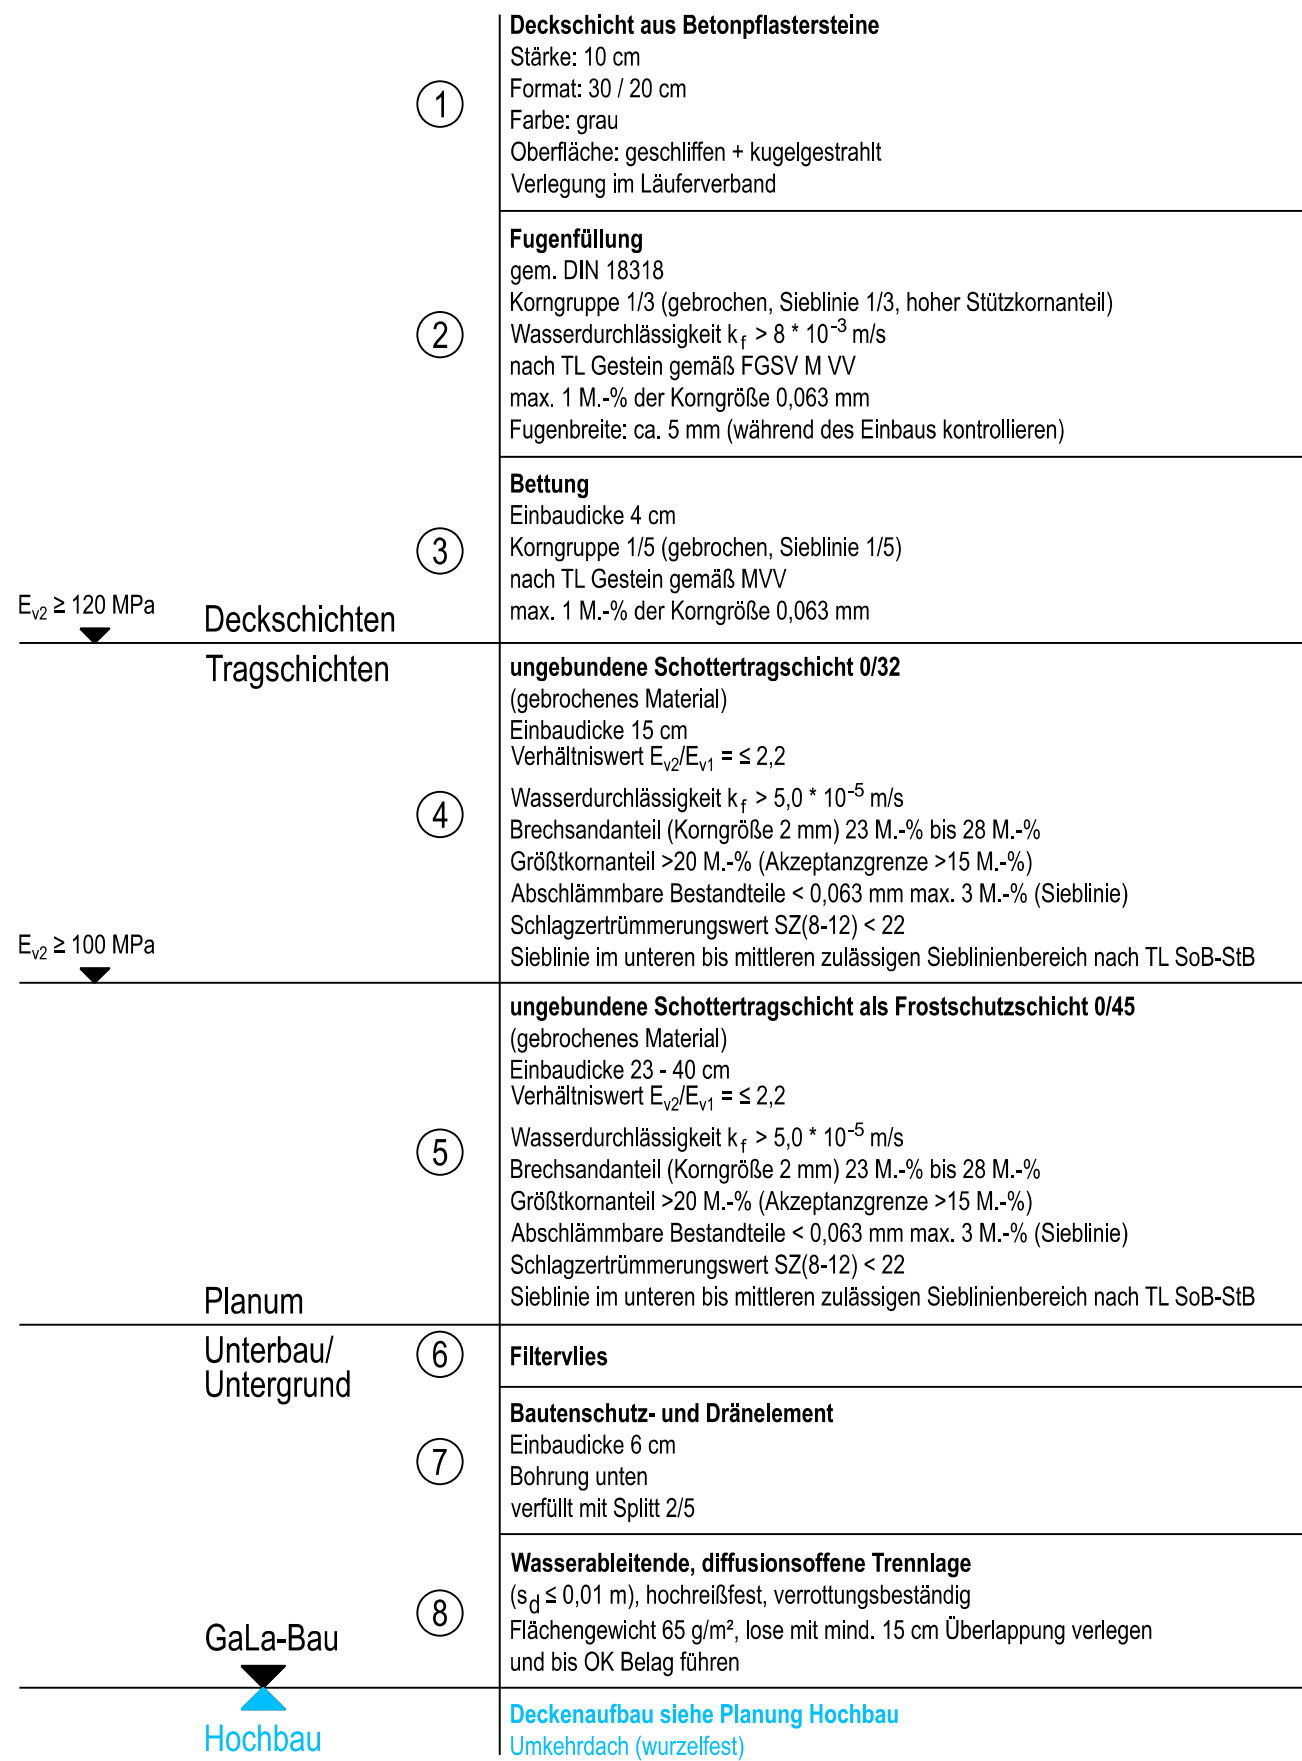 Deckschicht aus Betonpflastersteine
Stärke: 10 cm
Format: 30 / 20 cm
① Farbe: grau
Oberfläche: geschliffen + kugelgestrahlt
Verlegung im Läuferverband
Fugenfüllung
gem. DIN 18318
Korngruppe 1/3 (gebrochen, Sieblinie 1/3, hoher Stützkornanteil)
② Wasserdurchlässigkeit k_f > 8 * 10^-3 m/s
nach TL Gestein gemäß FGSV M VV
max. 1 M.-% der Korngröße 0,063 mm
Fugenbreite: ca. 5 mm (während des Einbaus kontrollieren)
Bettung
Einbaudicke 4 cm
③ Korngruppe 1/5 (gebrochen, Sieblinie 1/5)
nach TL Gestein gemäß MVV
max. 1 M.-% der Korngröße 0,063 mm
E_v2 ≥ 120 MPa
Deckschichten
Tragschichten
ungebundene Schottertragschicht 0/32
(gebrochenes Material)
Einbaudicke 15 cm
Verhältniswert E_v2/E_v1 = ≤ 2,2
④ Wasserdurchlässigkeit k_f > 5,0 * 10^-5 m/s
Brechsandanteil (Korngröße 2 mm) 23 M.-% bis 28 M.-%
Größtkornanteil >20 M.-% (Akzeptanzgrenze >15 M.-%)
Abschlämmbare Bestandteile < 0,063 mm max. 3 M.-% (Sieblinie)
Schlagzertrümmerungswert SZ(8-12) < 22
Sieblinie im unteren bis mittleren zulässigen Sieblinienbereich nach TL SoB-StB
E_v2 ≥ 100 MPa
ungebundene Schottertragschicht als Frostschutzschicht 0/45
(gebrochenes Material)
Einbaudicke 23 - 40 cm
Verhältniswert E_v2/E_v1 = ≤ 2,2
⑤ Wasserdurchlässigkeit k_f > 5,0 * 10^-5 m/s
Brechsandanteil (Korngröße 2 mm) 23 M.-% bis 28 M.-%
Größtkornanteil >20 M.-% (Akzeptanzgrenze >15 M.-%)
Abschlämmbare Bestandteile < 0,063 mm max. 3 M.-% (Sieblinie)
Schlagzertrümmerungswert SZ(8-12) < 22
Sieblinie im unteren bis mittleren zulässigen Sieblinienbereich nach TL SoB-StB
Planum
Unterbau/
Untergrund
⑥ Filtervlies
Bautenschutz- und Dränelement
Einbaudicke 6 cm
⑦ Bohrung unten
verfüllt mit Splitt 2/5
Wasserableitende, diffusionsoffene Trennlage
(s_d ≤ 0,01 m), hochreißfest, verrottungsbeständig
⑧ Flächengewicht 65 g/m², lose mit mind. 15 cm Überlappung verlegen
und bis OK Belag führen
GaLa-Bau
Hochbau
Deckenaufbau siehe Planung Hochbau
Umkehrdach (wurzelfest)